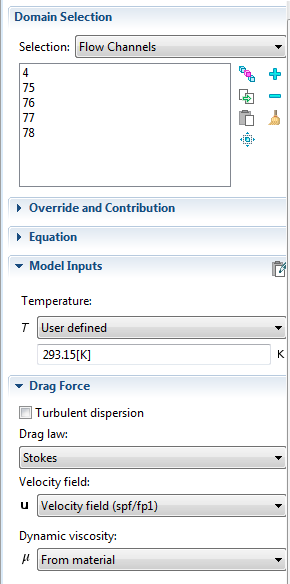 Domain Selection
Selection: Flow Channels
4
75
76
77
78
Override and Contribution
Equation
Model Inputs
Temperature:
T User defined
293.15[K] K
Drag Force
Turbulent dispersion
Drag law:
Stokes
Velocity field:
u Velocity field (spf/fp1)
Dynamic viscosity:
μ From material